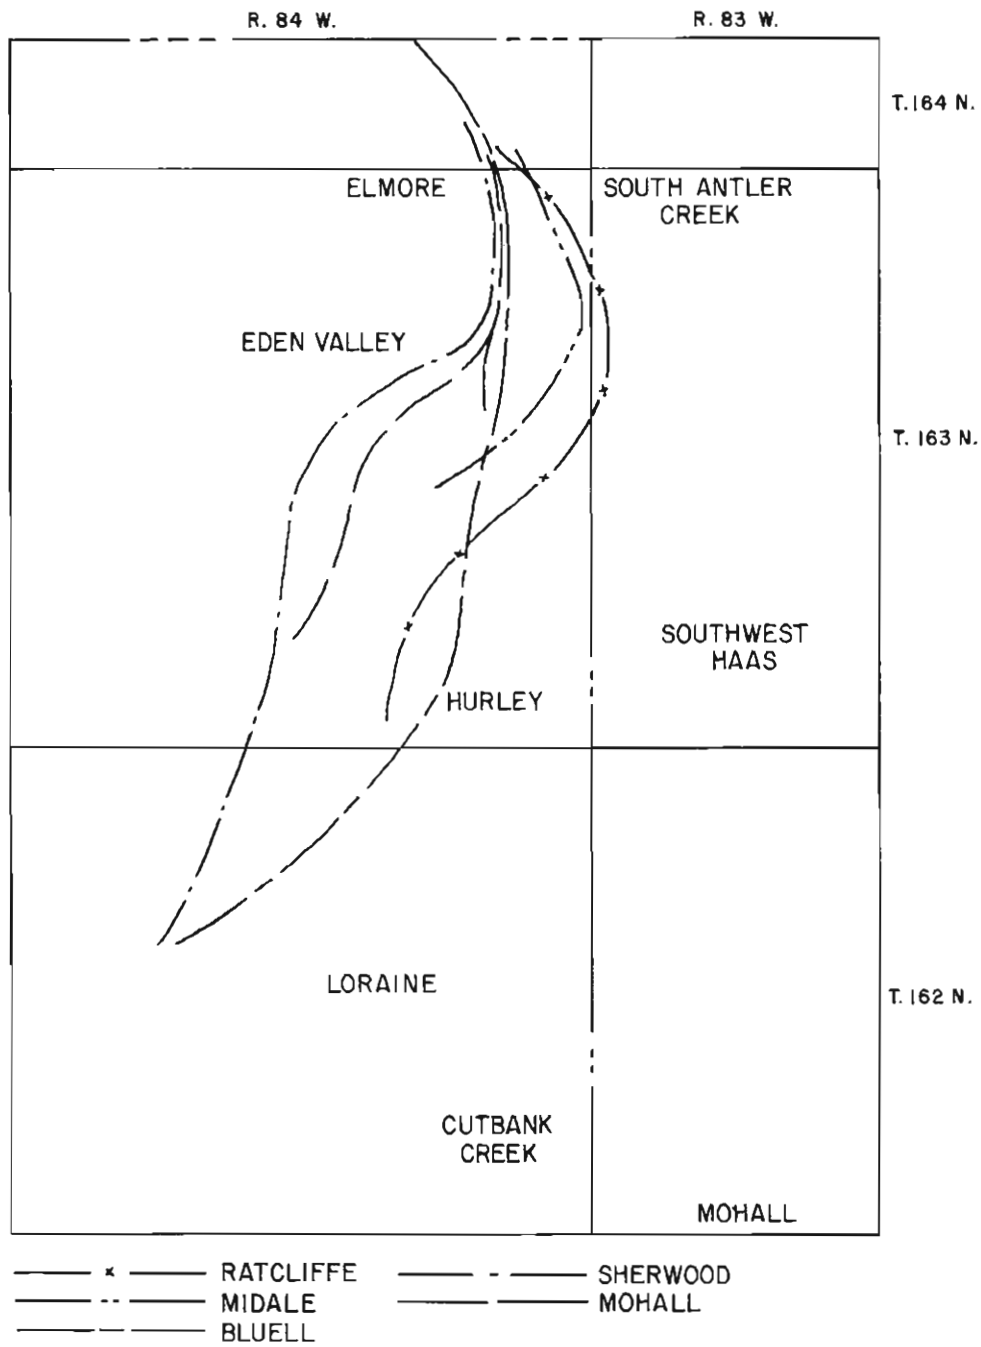 R. 84 W.
R. 83 W.
T. 164 N.
ELMORE
SOUTH ANTLER
CREEK
EDEN VALLEY
T. 163 N.
SOUTHWEST
HAAS
HURLEY
LORAINE
T. 162 N.
CUTBANK
CREEK
MOHALL
RATCLIFFE
SHERWOOD
MIDALE
MOHALL
BLUELL